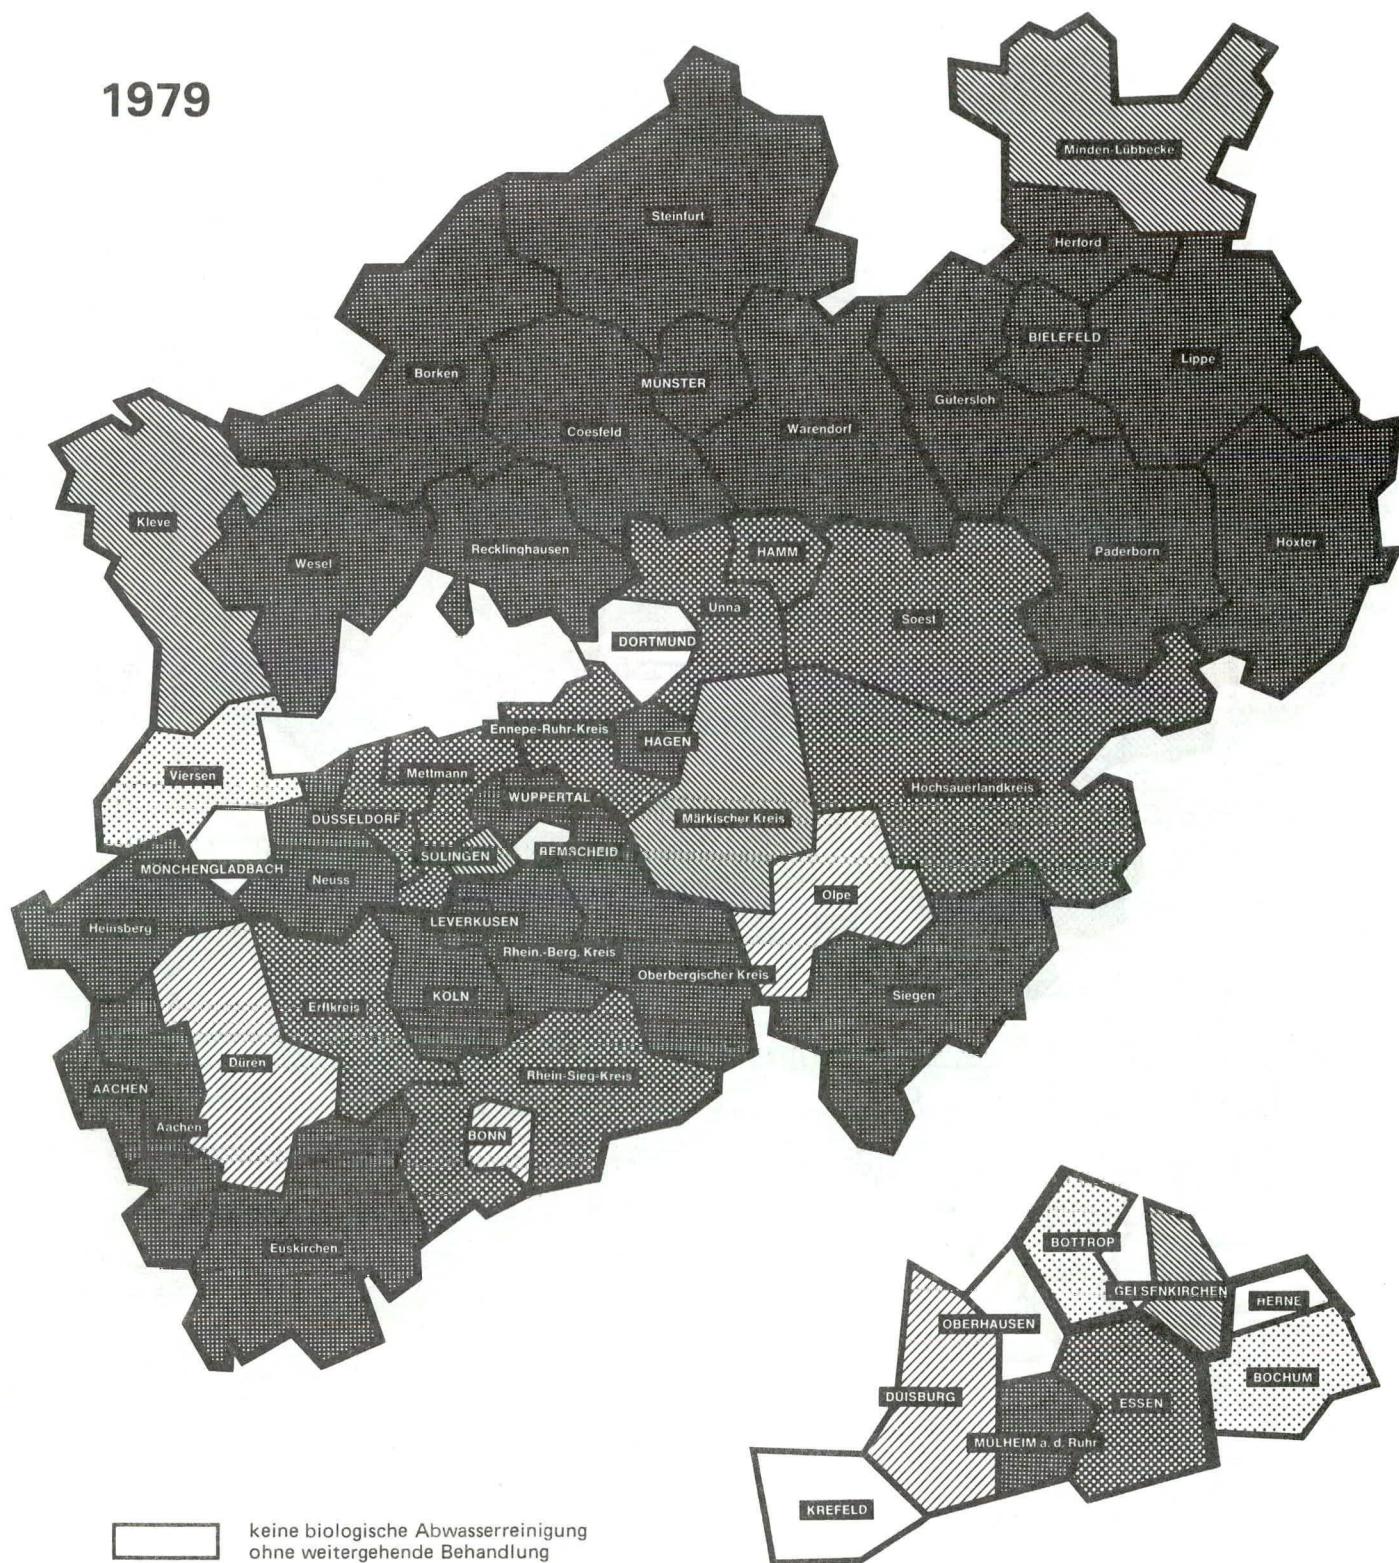 1979
Minden-Lübbecke
Steinfurt
Herford
BIELEFELD
Lippe
Borken
MÜNSTER
Gütersloh
Coesfeld
Warendorf
Kleve
Wesel
Recklinghausen
HAMM
Paderborn
Höxter
Unna
Soest
DORTMUND
Ennepe-Ruhr-Kreis
HAGEN
Viersen
Mettmann
WUPPERTAL
Hochsauerlandkreis
DÜSSELDORF
Märkischer Kreis
SOLINGEN
REMSCHEID
MÖNCHENGLADBACH
Neuss
Olpe
Heinsberg
LEVERKUSEN
Rhein.-Berg. Kreis
Oberbergischer Kreis
Erftkreis
KÖLN
Siegen
Düren
Rhein-Sieg-Kreis
AACHEN
Aachen
BONN
Euskirchen
BOTTROP
GELSENKIRCHEN
HERNE
OBERHAUSEN
BOCHUM
DUISBURG
ESSEN
MÜLHEIM a. d. Ruhr
KREFELD
keine biologische Abwasserreinigung
ohne weitergehende Behandlung